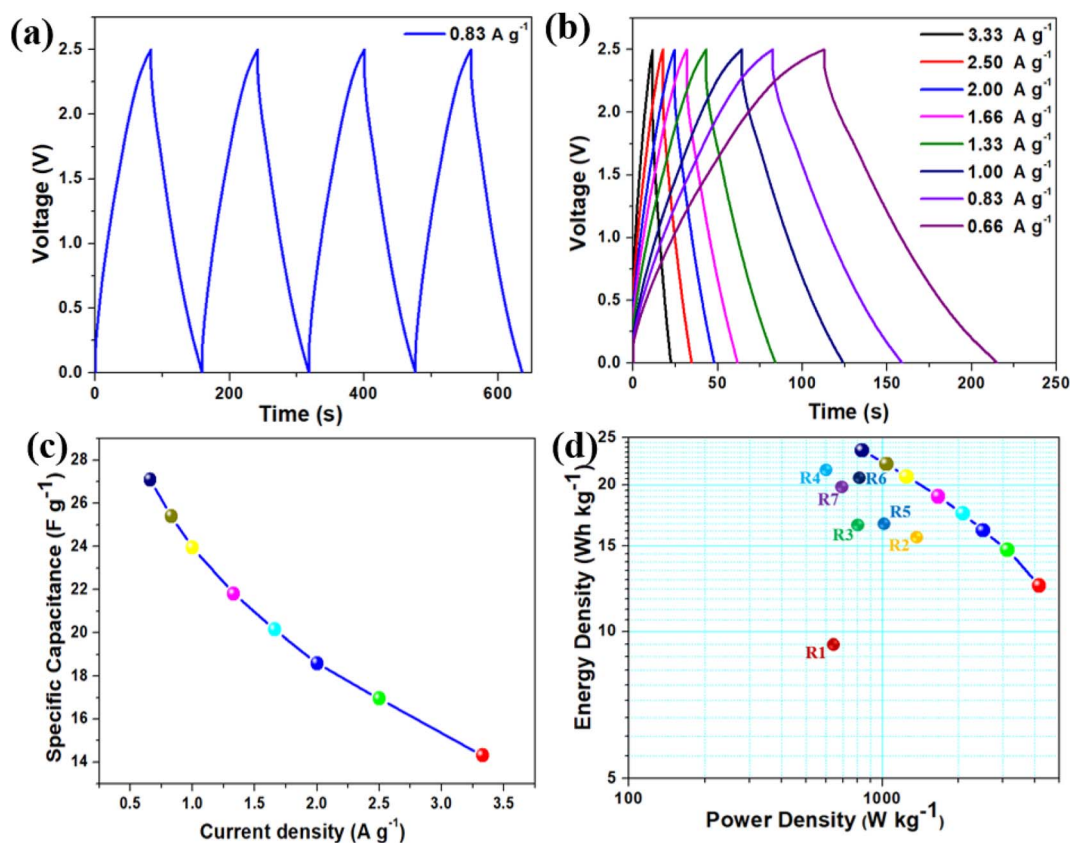 (a)
0.83 A g⁻¹
Voltage (V)
2.5
2.0
1.5
1.0
0.5
0.0
0
200
400
600
Time (s)
(b)
3.33 A g⁻¹
2.50 A g⁻¹
2.00 A g⁻¹
1.66 A g⁻¹
1.33 A g⁻¹
1.00 A g⁻¹
0.83 A g⁻¹
0.66 A g⁻¹
Voltage (V)
2.5
2.0
1.5
1.0
0.5
0.0
0
50
100
150
200
250
Time (s)
(c)
Specific Capacitance (F g⁻¹)
28
26
24
22
20
18
16
14
0.5
1.0
1.5
2.0
2.5
3.0
3.5
Current density (A g⁻¹)
(d)
Energy Density (Wh kg⁻¹)
25
20
15
10
5
R4
R6
R7
R3
R5
R2
R1
100
1000
Power Density (W kg⁻¹)